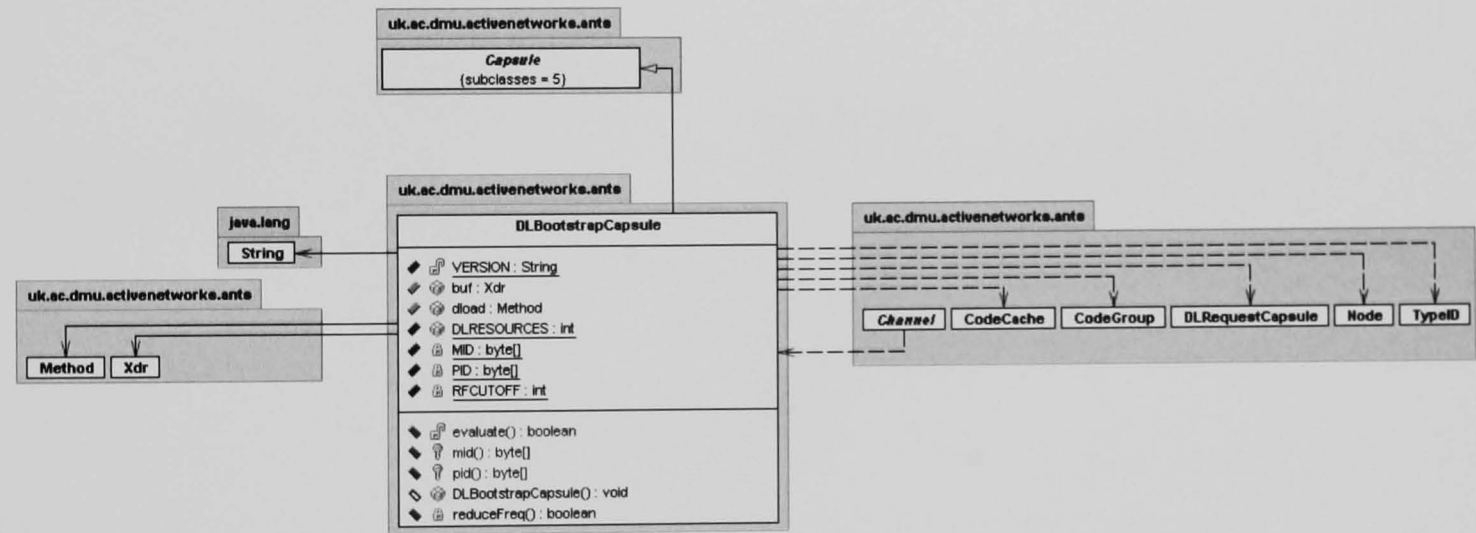 uk.ac.dmu.activenetworks.ants
Capsule
{subclasses = 5}
uk.ac.dmu.activenetworks.ants
DLBootstrapCapsule
VERSION : String
buf : Xdr
dload : Method
DLRESOURCES : int
MID : byte[]
PID : byte[]
RFCUTOFF : int
evaluate() : boolean
mid() : byte[]
pid() : byte[]
DLBootstrapCapsule() : void
reduceFreq() : boolean
java.lang
String
uk.ac.dmu.activenetworks.ants
Method
Xdr
uk.ac.dmu.activenetworks.ants
Channel
CodeCache
CodeGroup
DLRequestCapsule
Node
TypeID